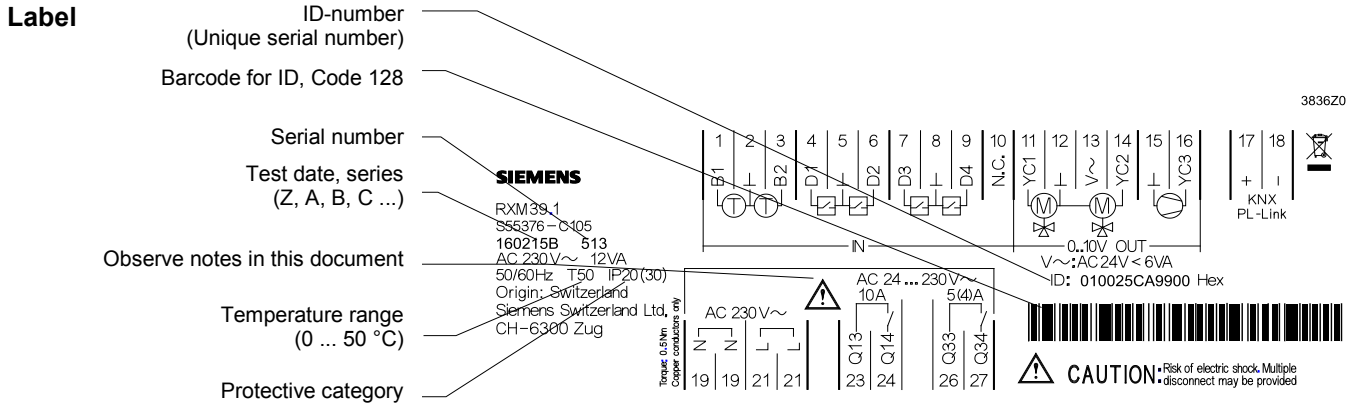 Label
ID-number
(Unique serial number)
Barcode for ID, Code 128
Serial number
Test date, series
(Z, A, B, C ...)
Observe notes in this document
Temperature range
(0 ... 50 °C)
Protective category
SIEMENS
RXM39.1
S55376-C105
160215B 513
AC 230V~ 12VA
50/60Hz T50 IP20(30)
Origin: Switzerland
Siemens Switzerland Ltd,
CH-6300 Zug
3836Z0
1 2 3 4 5 6 7 8 9 10 11 12 13 14 15 16 17 18
B1 ⊥ B2 D1 ⊥ D2 D3 ⊥ D4 N.C. YC1 ⊥ V~ YC2 ⊥ YC3 + -
T T M M
KNX
PL-Link
IN 0..10V OUT
V~:AC 24V < 6VA
ID: 010025CA9900 Hex
Torque: 0.5Nm
Copper conductors only
AC 230V~
N N L L
19 19 21 21
AC 24 ... 230V~
10A 5(4)A
Q13 Q14 Q33 Q34
23 24 26 27
CAUTION: Risk of electric shock. Multiple
disconnect may be provided